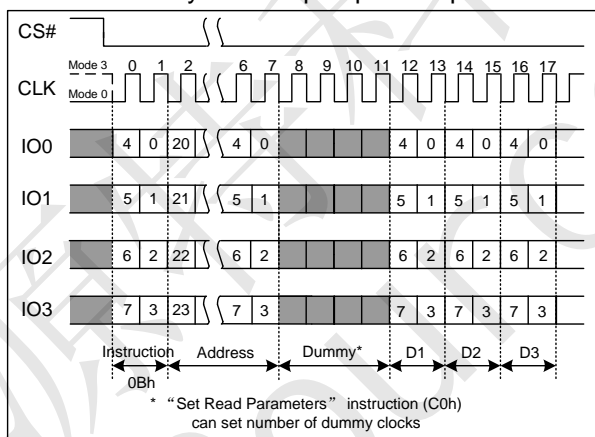 CS#
Mode 3 0 1 2 6 7 8 9 10 11 12 13 14 15 16 17
CLK Mode 0
IO0 4 0 20 4 0 4 0 4 0 4 0
IO1 5 1 21 5 1 5 1 5 1 5 1
IO2 6 2 22 6 2 6 2 6 2 6 2
IO3 7 3 23 7 3 7 3 7 3 7 3
Instruction Address Dummy* D1 D2 D3
0Bh
* “Set Read Parameters” instruction (C0h)
can set number of dummy clocks